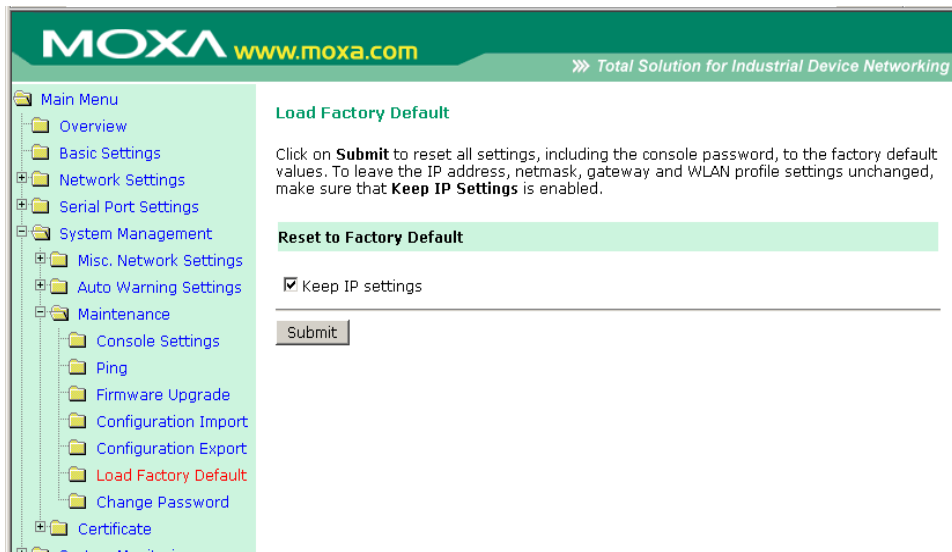 MOXA www.moxa.com
Total Solution for Industrial Device Networking
Main Menu
Overview
Basic Settings
Network Settings
Serial Port Settings
System Management
Misc. Network Settings
Auto Warning Settings
Maintenance
Console Settings
Ping
Firmware Upgrade
Configuration Import
Configuration Export
Load Factory Default
Change Password
Certificate
Load Factory Default
Click on Submit to reset all settings, including the console password, to the factory default
values. To leave the IP address, netmask, gateway and WLAN profile settings unchanged,
make sure that Keep IP Settings is enabled.
Reset to Factory Default
Keep IP settings
Submit